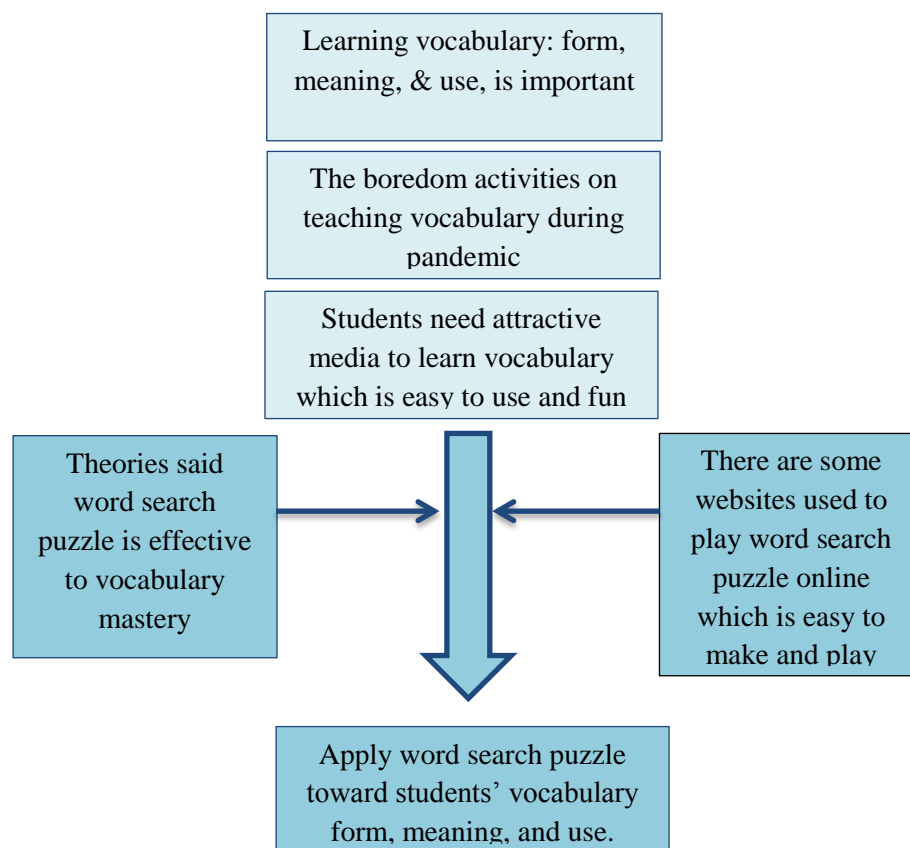 Learning vocabulary: form,
meaning, & use, is important
The boredom activities on
teaching vocabulary during
pandemic
Students need attractive
media to learn vocabulary
which is easy to use and fun
Theories said
word search
puzzle is effective
to vocabulary
mastery
There are some
websites used to
play word search
puzzle online
which is easy to
make and play
Apply word search puzzle
toward students’ vocabulary
form, meaning, and use.